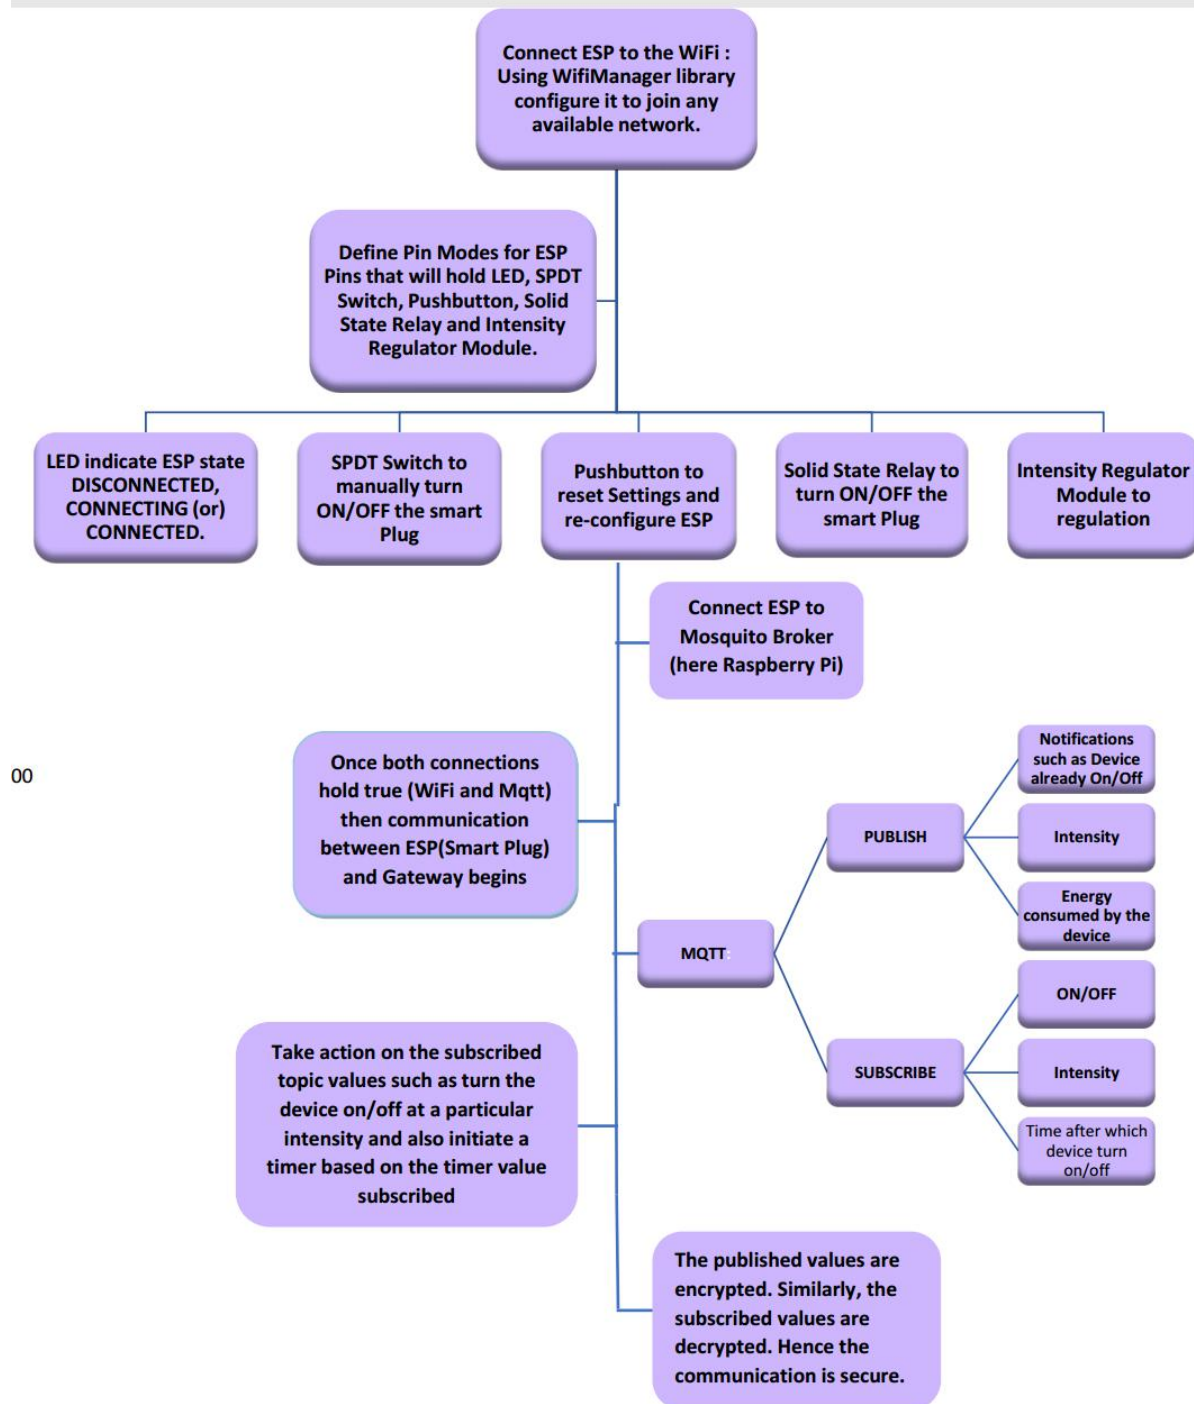 Connect ESP to the WiFi :
Using WifiManager library
configure it to join any
available network.
Define Pin Modes for ESP
Pins that will hold LED, SPDT
Switch, Pushbutton, Solid
State Relay and Intensity
Regulator Module.
LED indicate ESP state
DISCONNECTED,
CONNECTING (or)
CONNECTED.
SPDT Switch to
manually turn
ON/OFF the smart
Plug
Pushbutton to
reset Settings and
re-configure ESP
Solid State Relay to
turn ON/OFF the
smart Plug
Intensity Regulator
Module to
regulation
Connect ESP to
Mosquito Broker
(here Raspberry Pi)
00
Once both connections
hold true (WiFi and Mqtt)
then communication
between ESP(Smart Plug)
and Gateway begins
MQTT:
PUBLISH
Notifications
such as Device
already On/Off
Intensity
Energy
consumed by the
device
SUBSCRIBE
ON/OFF
Intensity
Time after which
device turn
on/off
Take action on the subscribed
topic values such as turn the
device on/off at a particular
intensity and also initiate a
timer based on the timer value
subscribed
The published values are
encrypted. Similarly, the
subscribed values are
decrypted. Hence the
communication is secure.